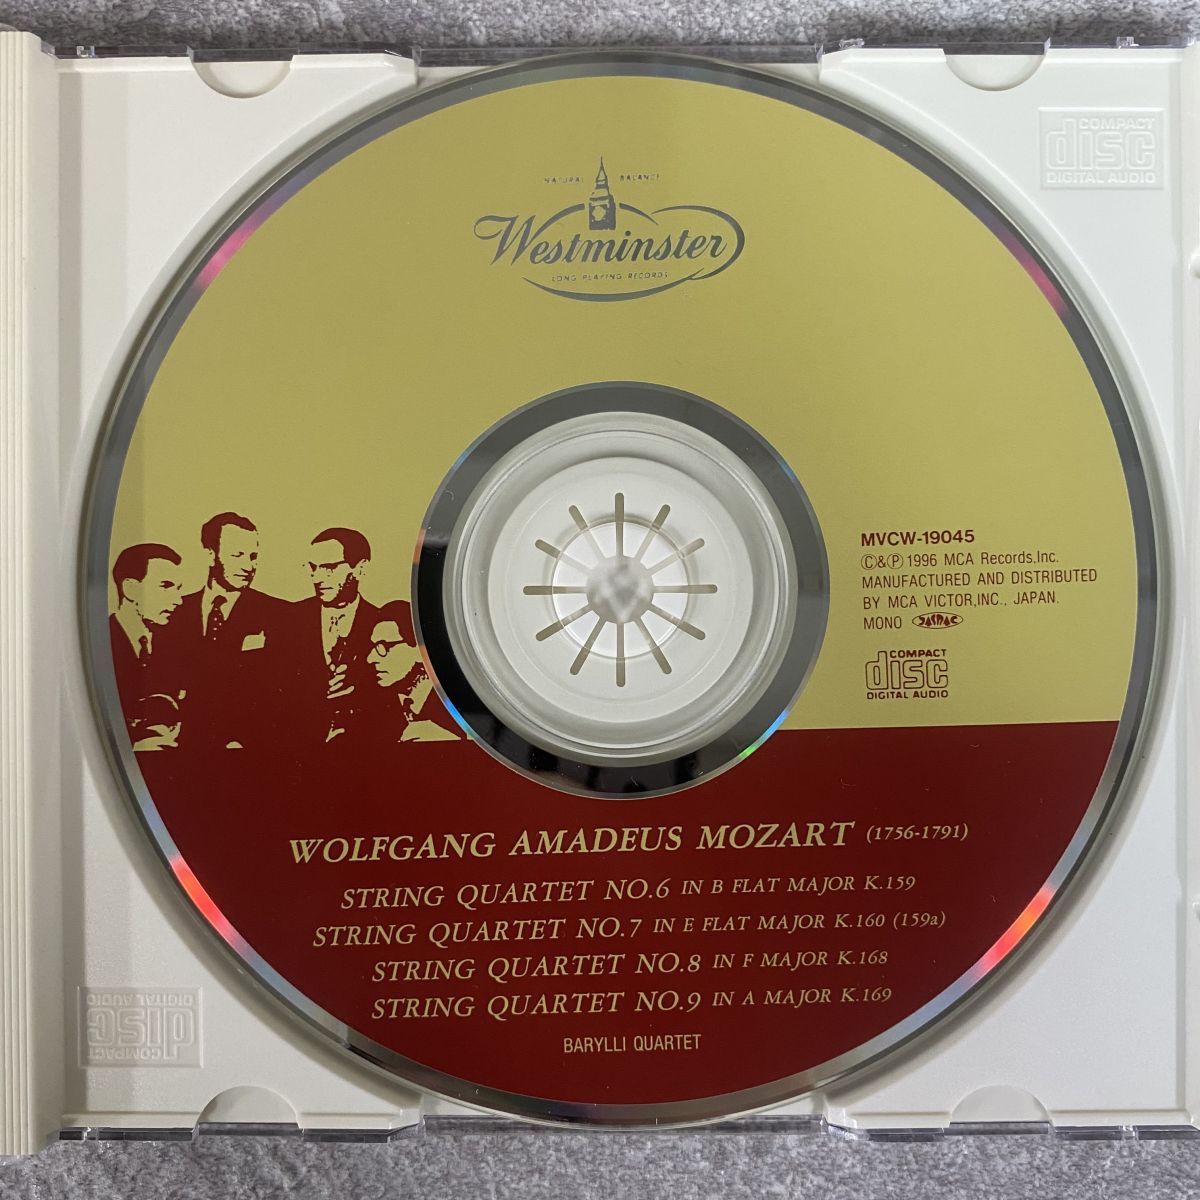 NATURAL BALANCE
Westminster
LONG PLAYING RECORDS
COMPACT
disc
DIGITAL AUDIO
MVCW-19045
©&Ⓟ 1996 MCA Records,Inc.
MANUFACTURED AND DISTRIBUTED
BY MCA VICTOR,INC., JAPAN.
MONO JASRAC
COMPACT
disc
DIGITAL AUDIO
WOLFGANG AMADEUS MOZART (1756-1791)
STRING QUARTET NO.6 IN B FLAT MAJOR K.159
STRING QUARTET NO.7 IN E FLAT MAJOR K.160 (159a)
STRING QUARTET NO.8 IN F MAJOR K.168
STRING QUARTET NO.9 IN A MAJOR K.169
BARYLLI QUARTET
COMPACT
disc
DIGITAL AUDIO